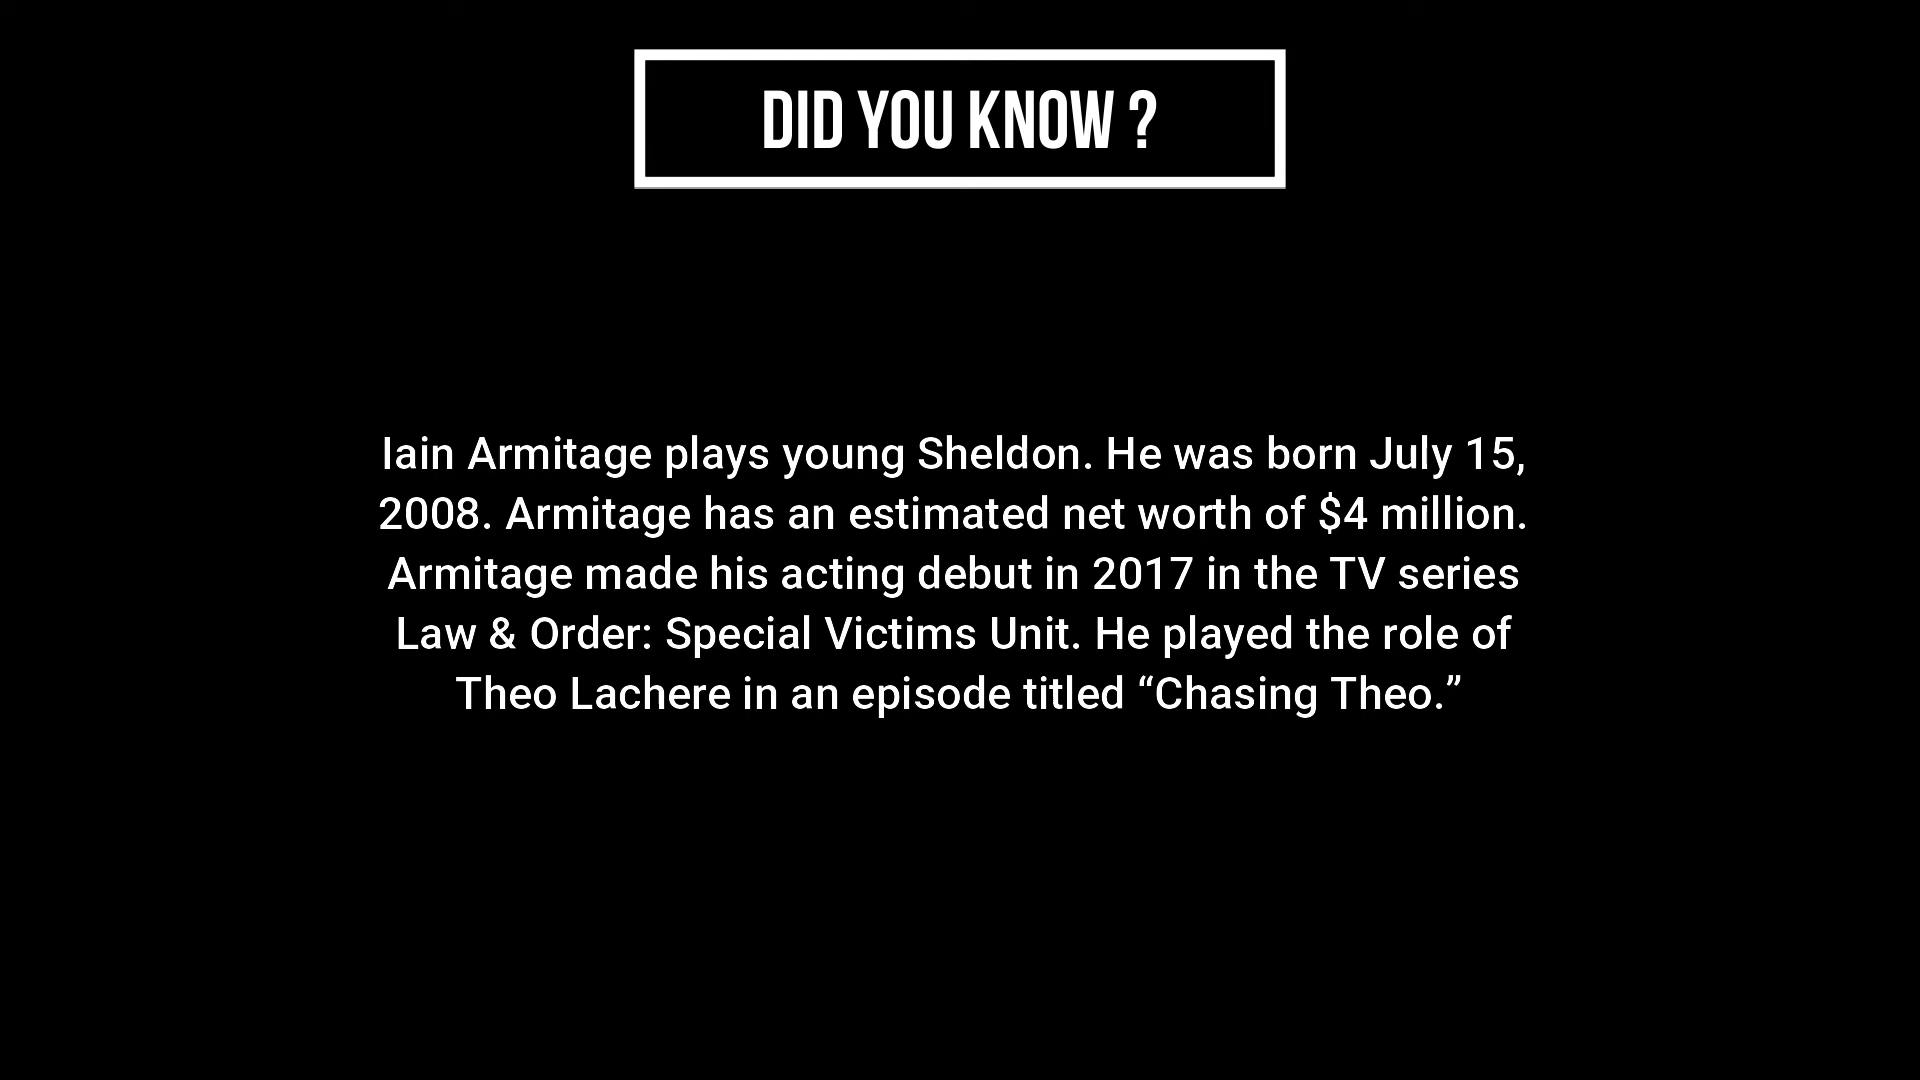 DID YOU KNOW ?
Iain Armitage plays young Sheldon. He was born July 15,
2008. Armitage has an estimated net worth of $4 million.
Armitage made his acting debut in 2017 in the TV series
Law & Order: Special Victims Unit. He played the role of
Theo Lachere in an episode titled “Chasing Theo.”